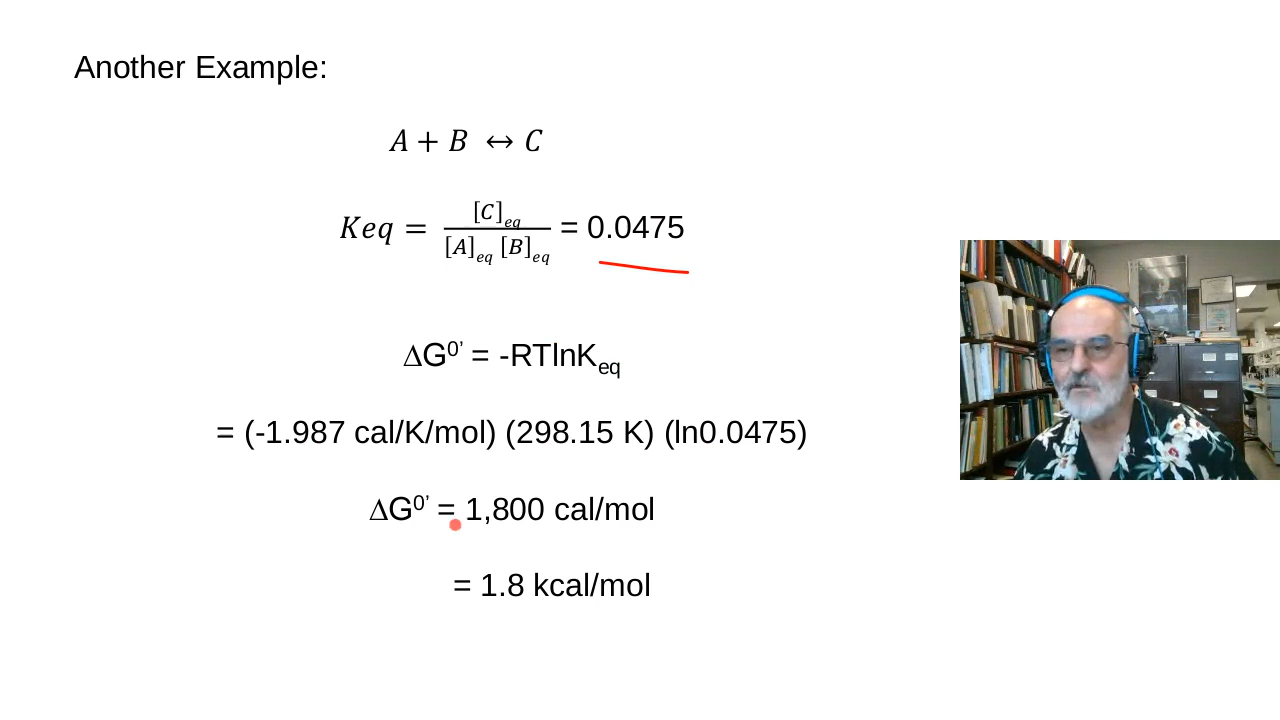 Another Example:
A + B ↔ C
Keq = [C]eq / [A]eq [B]eq = 0.0475
ΔG0’ = -RTlnKeq
= (-1.987 cal/K/mol) (298.15 K) (ln0.0475)
ΔG0’ = 1,800 cal/mol
= 1.8 kcal/mol